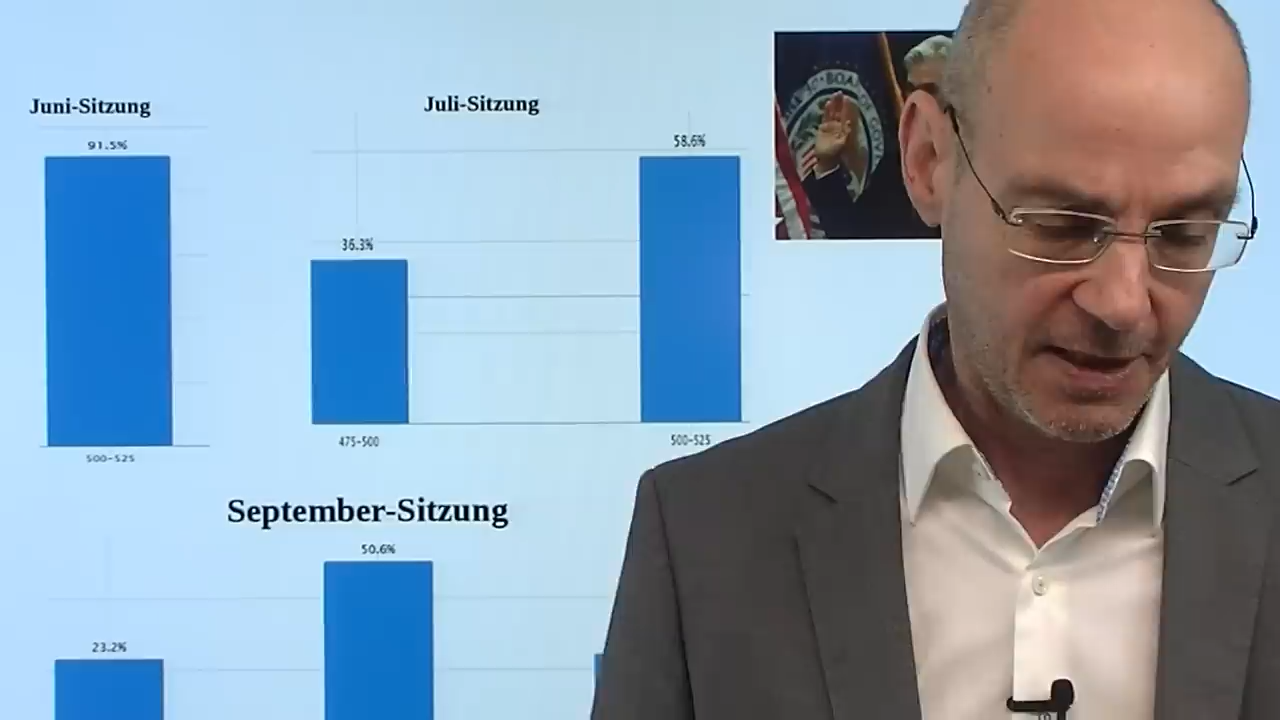 Juni-Sitzung
91.5%
500-525
Juli-Sitzung
36.3%
58.6%
475-500
500-525
September-Sitzung
23.2%
50.6%